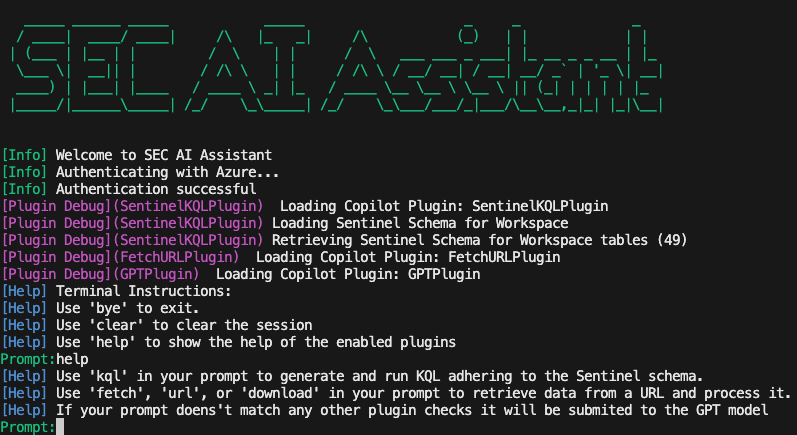 SEC AI Assistant
[Info] Welcome to SEC AI Assistant
[Info] Authenticating with Azure...
[Info] Authentication successful
[Plugin Debug](SentinelKQLPlugin)  Loading Copilot Plugin: SentinelKQLPlugin
[Plugin Debug](SentinelKQLPlugin) Loading Sentinel Schema for Workspace
[Plugin Debug](SentinelKQLPlugin) Retrieving Sentinel Schema for Workspace tables (49)
[Plugin Debug](FetchURLPlugin)  Loading Copilot Plugin: FetchURLPlugin
[Plugin Debug](GPTPlugin)  Loading Copilot Plugin: GPTPlugin
[Help] Terminal Instructions:
[Help] Use 'bye' to exit.
[Help] Use 'clear' to clear the session
[Help] Use 'help' to show the help of the enabled plugins
Prompt:help
[Help] Use 'kql' in your prompt to generate and run KQL adhering to the Sentinel schema.
[Help] Use 'fetch', 'url', or 'download' in your prompt to retrieve data from a URL and process it.
[Help] If your prompt doens't match any other plugin checks it will be submited to the GPT model
Prompt: